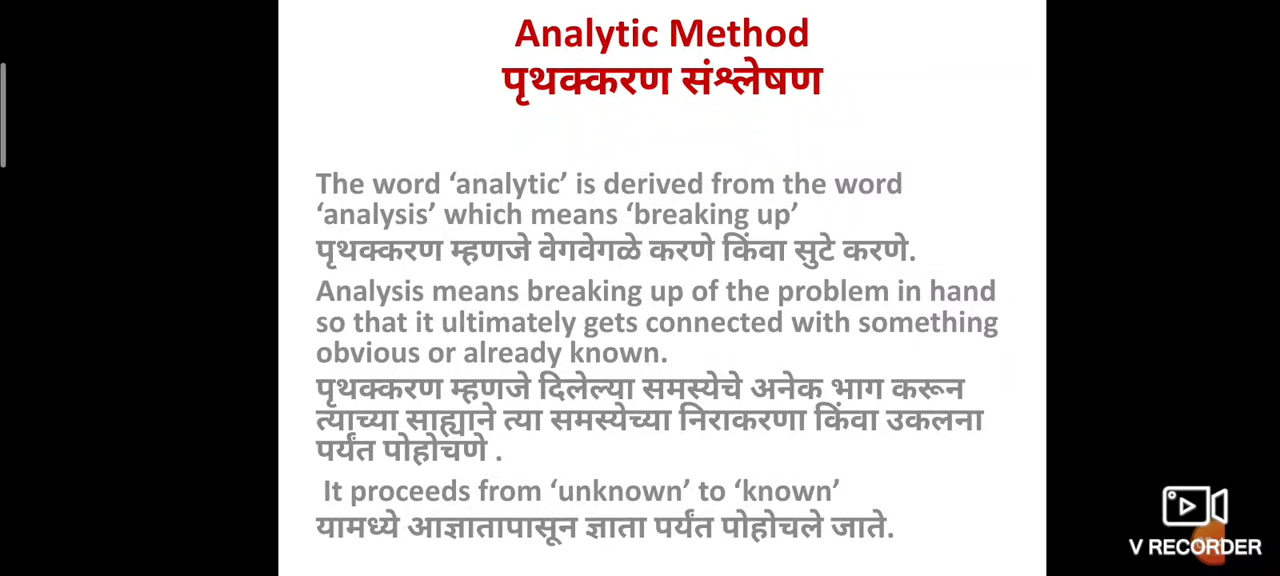 Analytic Method
पृथक्करण संश्लेषण
The word ‘analytic’ is derived from the word
‘analysis’ which means ‘breaking up’
पृथक्करण म्हणजे वेगवेगळे करणे किंवा सुटे करणे.
Analysis means breaking up of the problem in hand
so that it ultimately gets connected with something
obvious or already known.
पृथक्करण म्हणजे दिलेल्या समस्येचे अनेक भाग करून
त्याच्या साह्याने त्या समस्येच्या निराकरणा किंवा उकलना
पर्यंत पोहोचणे .
It proceeds from ‘unknown’ to ‘known’
यामध्ये आज्ञातापासून ज्ञाता पर्यंत पोहोचले जाते.
V RECORDER